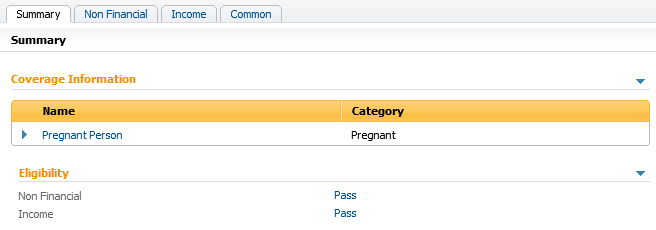 Summary Non Financial Income Common
Summary
Coverage Information
Name Category
Pregnant Person Pregnant
Eligibility
Non Financial Pass
Income Pass